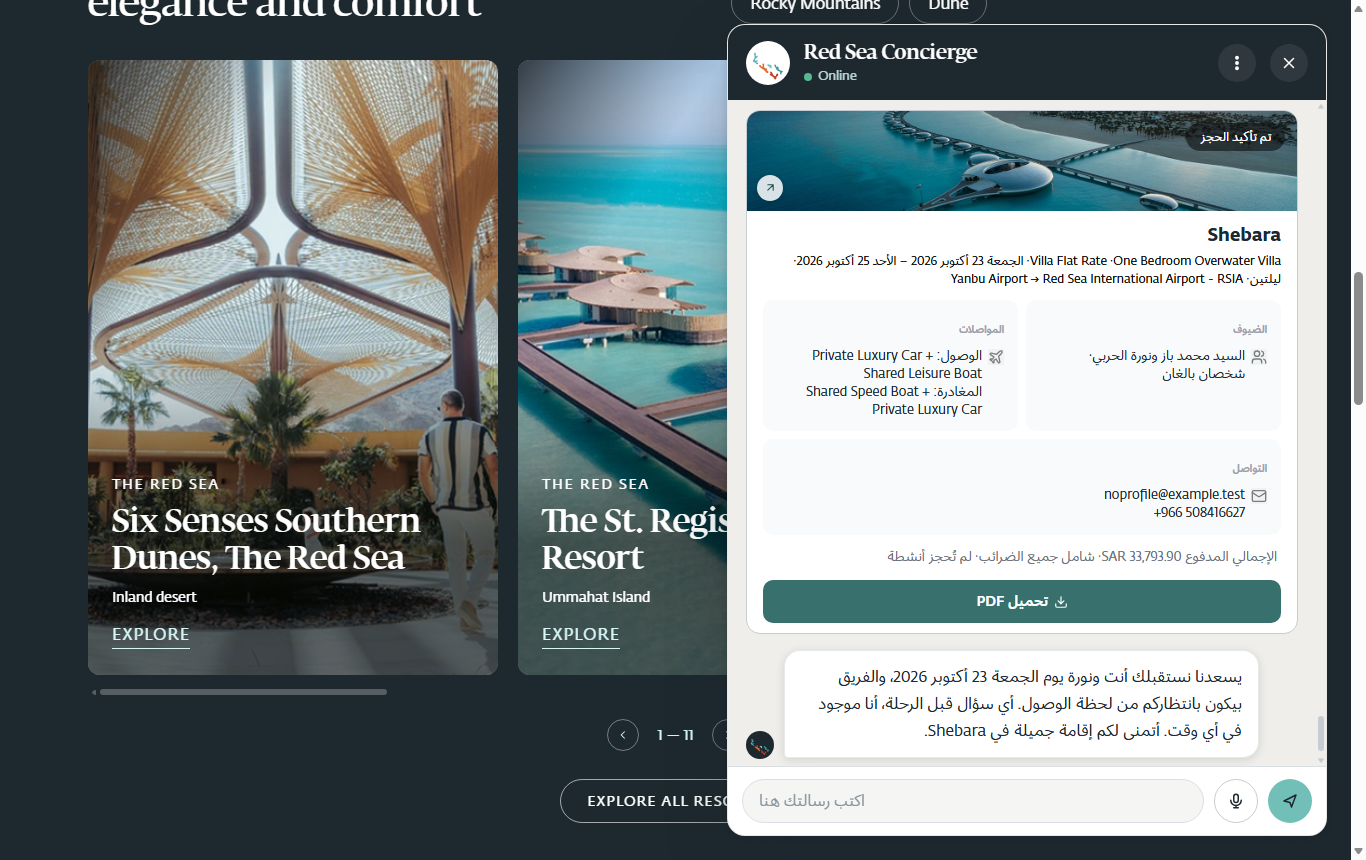 elegance and comfort
Rocky Mountains
Dune
THE RED SEA
Six Senses Southern
Dunes, The Red Sea
Inland desert
EXPLORE
THE RED SEA
The St. Regis
Resort
Ummahat Island
EXPLORE
1 — 11
EXPLORE ALL RESO
Red Sea Concierge
Online
تم تأكيد الحجز
Shebara
Villa Flat Rate ·One Bedroom Overwater Villa· الجمعة 23 أكتوبر 2026 – الأحد 25 أكتوبر 2026·
ليلتين· Yanbu Airport → Red Sea International Airport - RSIA
الضيوف
السيد محمد باز ونورة الحربي·
شخصان بالغان
المواصلات
الوصول: Private Luxury Car +
Shared Leisure Boat
المغادرة: Shared Speed Boat +
Private Luxury Car
التواصل
noprofile@example.test
+966 508416627
الإجمالي المدفوع SAR 33,793.90· شامل جميع الضرائب· لم تُحجز أنشطة
تحميل PDF
يسعدنا نستقبلك أنت ونورة يوم الجمعة 23 أكتوبر 2026، والفريق
بيكون بانتظاركم من لحظة الوصول. أي سؤال قبل الرحلة، أنا موجود
في أي وقت. أتمنى لكم إقامة جميلة في Shebara.
اكتب رسالتك هنا